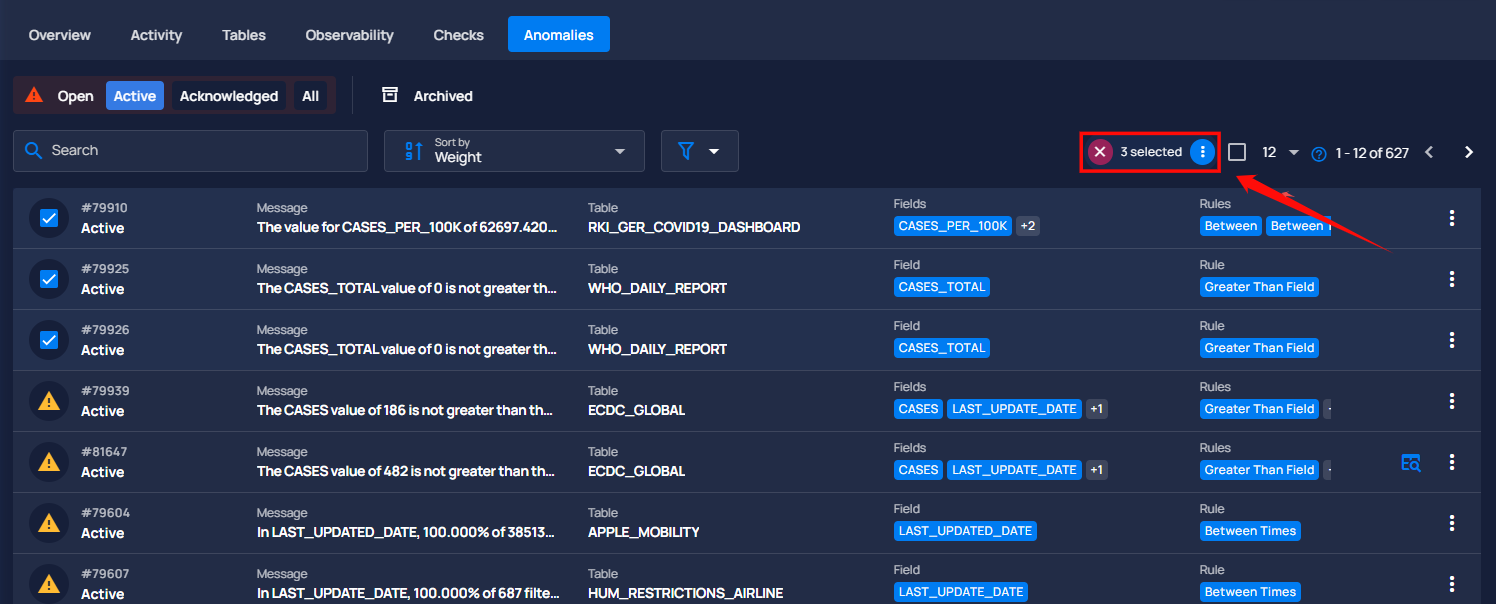 Overview Activity Tables Observability Checks Anomalies
Open Active Acknowledged All Archived
Search Sort by Weight 3 selected 12 1 - 12 of 627
#79910 Message Table Fields Rules
Active The value for CASES_PER_100K of 62697.420... RKI_GER_COVID19_DASHBOARD CASES_PER_100K +2 Between Between
#79925 Message Table Field Rule
Active The CASES_TOTAL value of 0 is not greater th... WHO_DAILY_REPORT CASES_TOTAL Greater Than Field
#79926 Message Table Field Rule
Active The CASES_TOTAL value of 0 is not greater th... WHO_DAILY_REPORT CASES_TOTAL Greater Than Field
#79939 Message Table Fields Rules
Active The CASES value of 186 is not greater than th... ECDC_GLOBAL CASES LAST_UPDATE_DATE +1 Greater Than Field
#81647 Message Table Fields Rules
Active The CASES value of 482 is not greater than th... ECDC_GLOBAL CASES LAST_UPDATE_DATE +1 Greater Than Field
#79604 Message Table Field Rule
Active In LAST_UPDATED_DATE, 100.000% of 38513... APPLE_MOBILITY LAST_UPDATED_DATE Between Times
#79607 Message Table Field Rule
Active In LAST_UPDATE_DATE, 100.000% of 687 filte... HUM_RESTRICTIONS_AIRLINE LAST_UPDATE_DATE Between Times